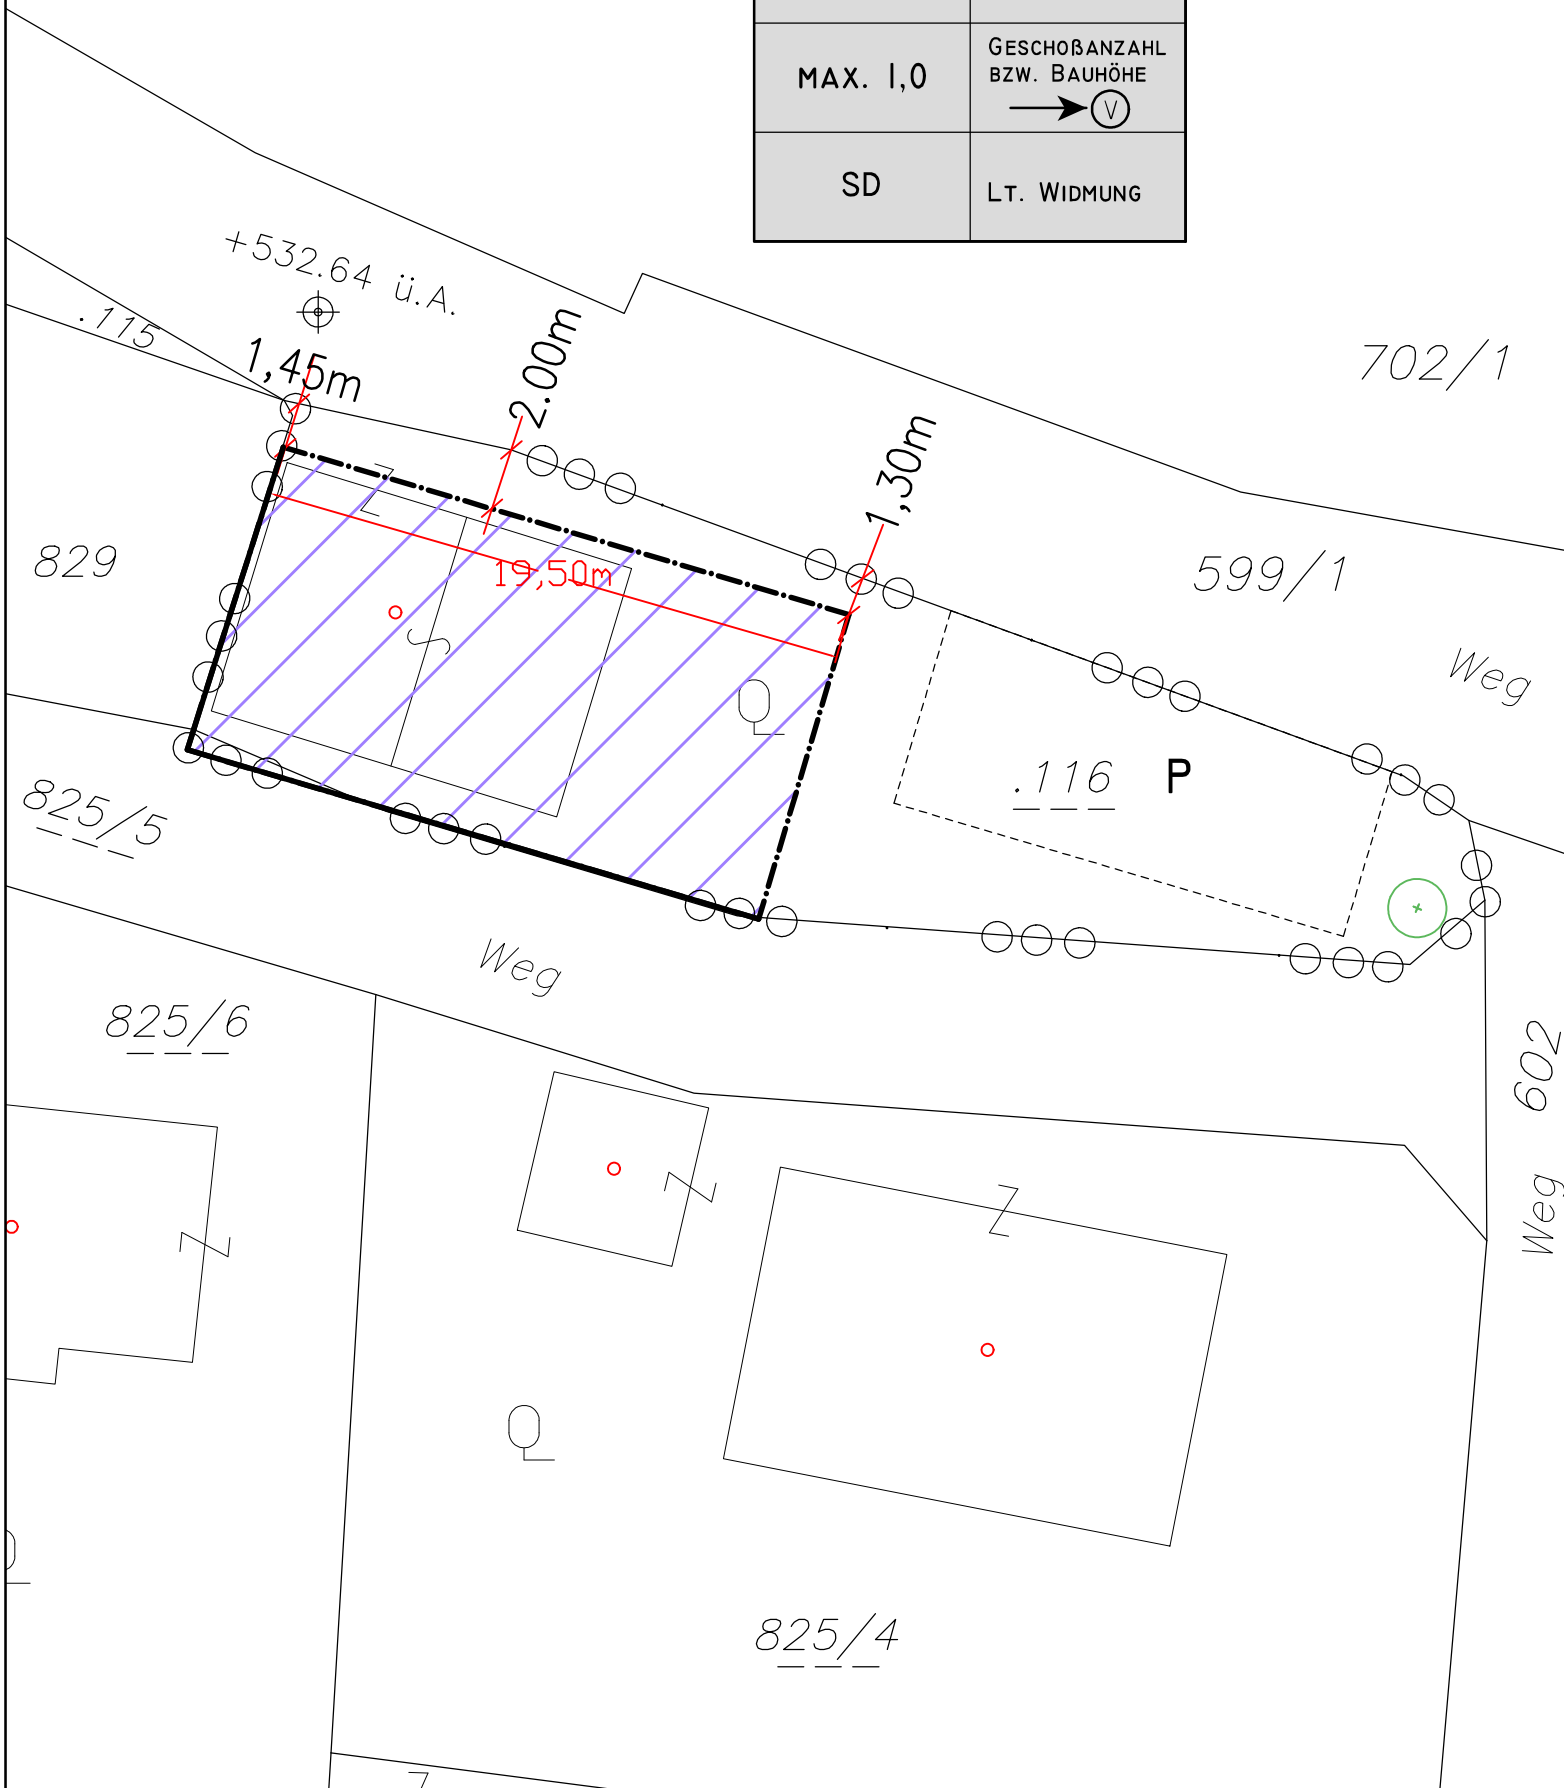 MAX. 1,0
GESCHOßANZAHL
BZW. BAUHÖHE
V
SD
LT. WIDMUNG
+532.64 ü.A.
.115
1,45m
2.00m
702/1
1,30m
829
19,50m
599/1
Weg
.116
P
825/5
Weg
825/6
602
Weg
825/4